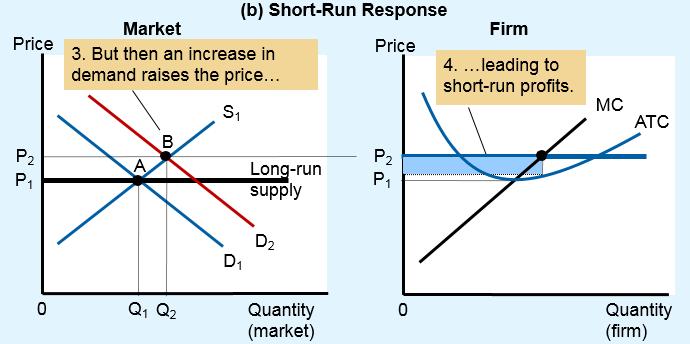 (b) Short-Run Response
Market
Price
3. But then an increase in
demand raises the price…
S1
B
A
P2
P1
Long-run
supply
D2
D1
0
Q1 Q2
Quantity
(market)
Firm
Price
4. …leading to
short-run profits.
MC
ATC
P2
P1
0
Quantity
(firm)